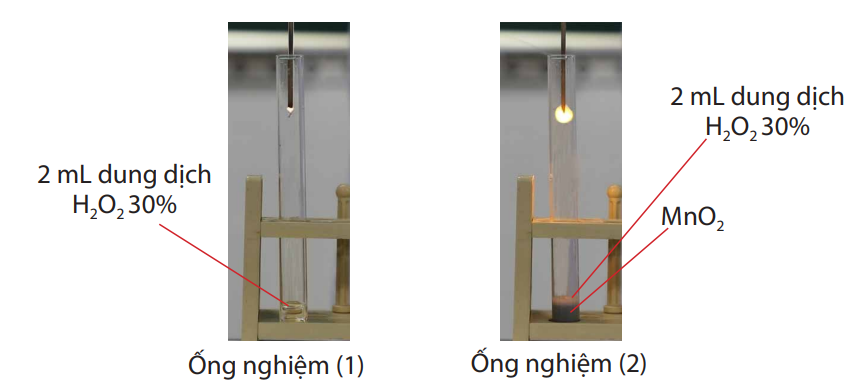 2 mL dung dịch
H₂O₂ 30%
Ống nghiệm (1)
2 mL dung dịch
H₂O₂ 30%
MnO₂
Ống nghiệm (2)